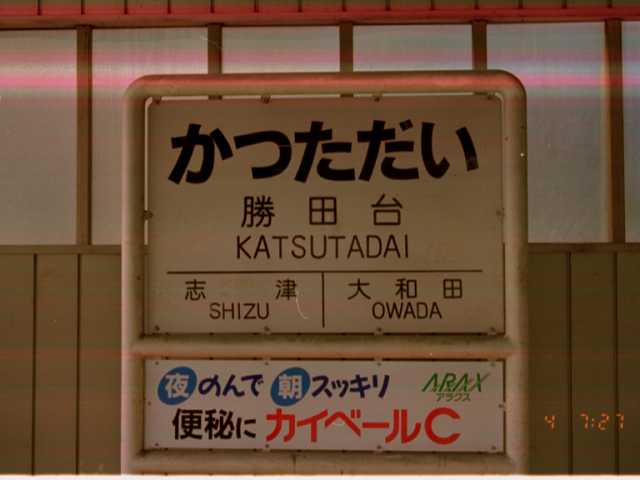 かつただい
勝田台
KATSUTADAI
志津 大和田
SHIZU OWADA
夜のんで朝スッキリ ARAX
アラクス
便秘にカイベールC
4 7:27